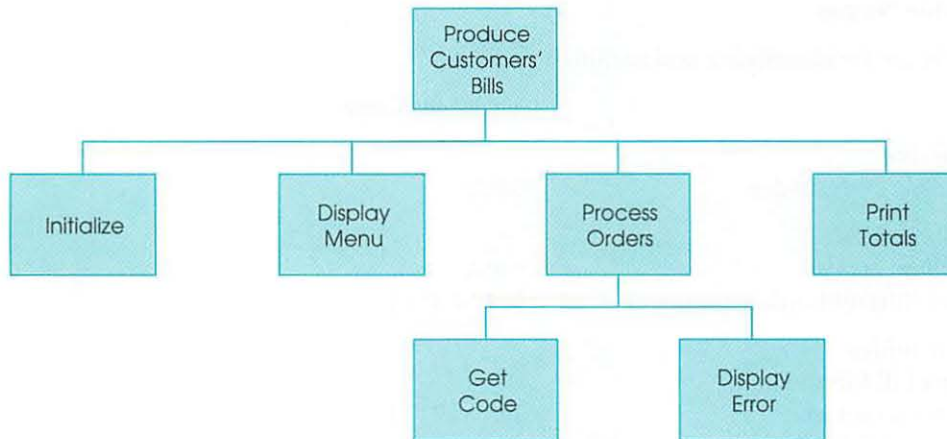 Produce
Customers'
Bills
Initialize
Display
Menu
Process
Orders
Print
Totals
Get
Code
Display
Error